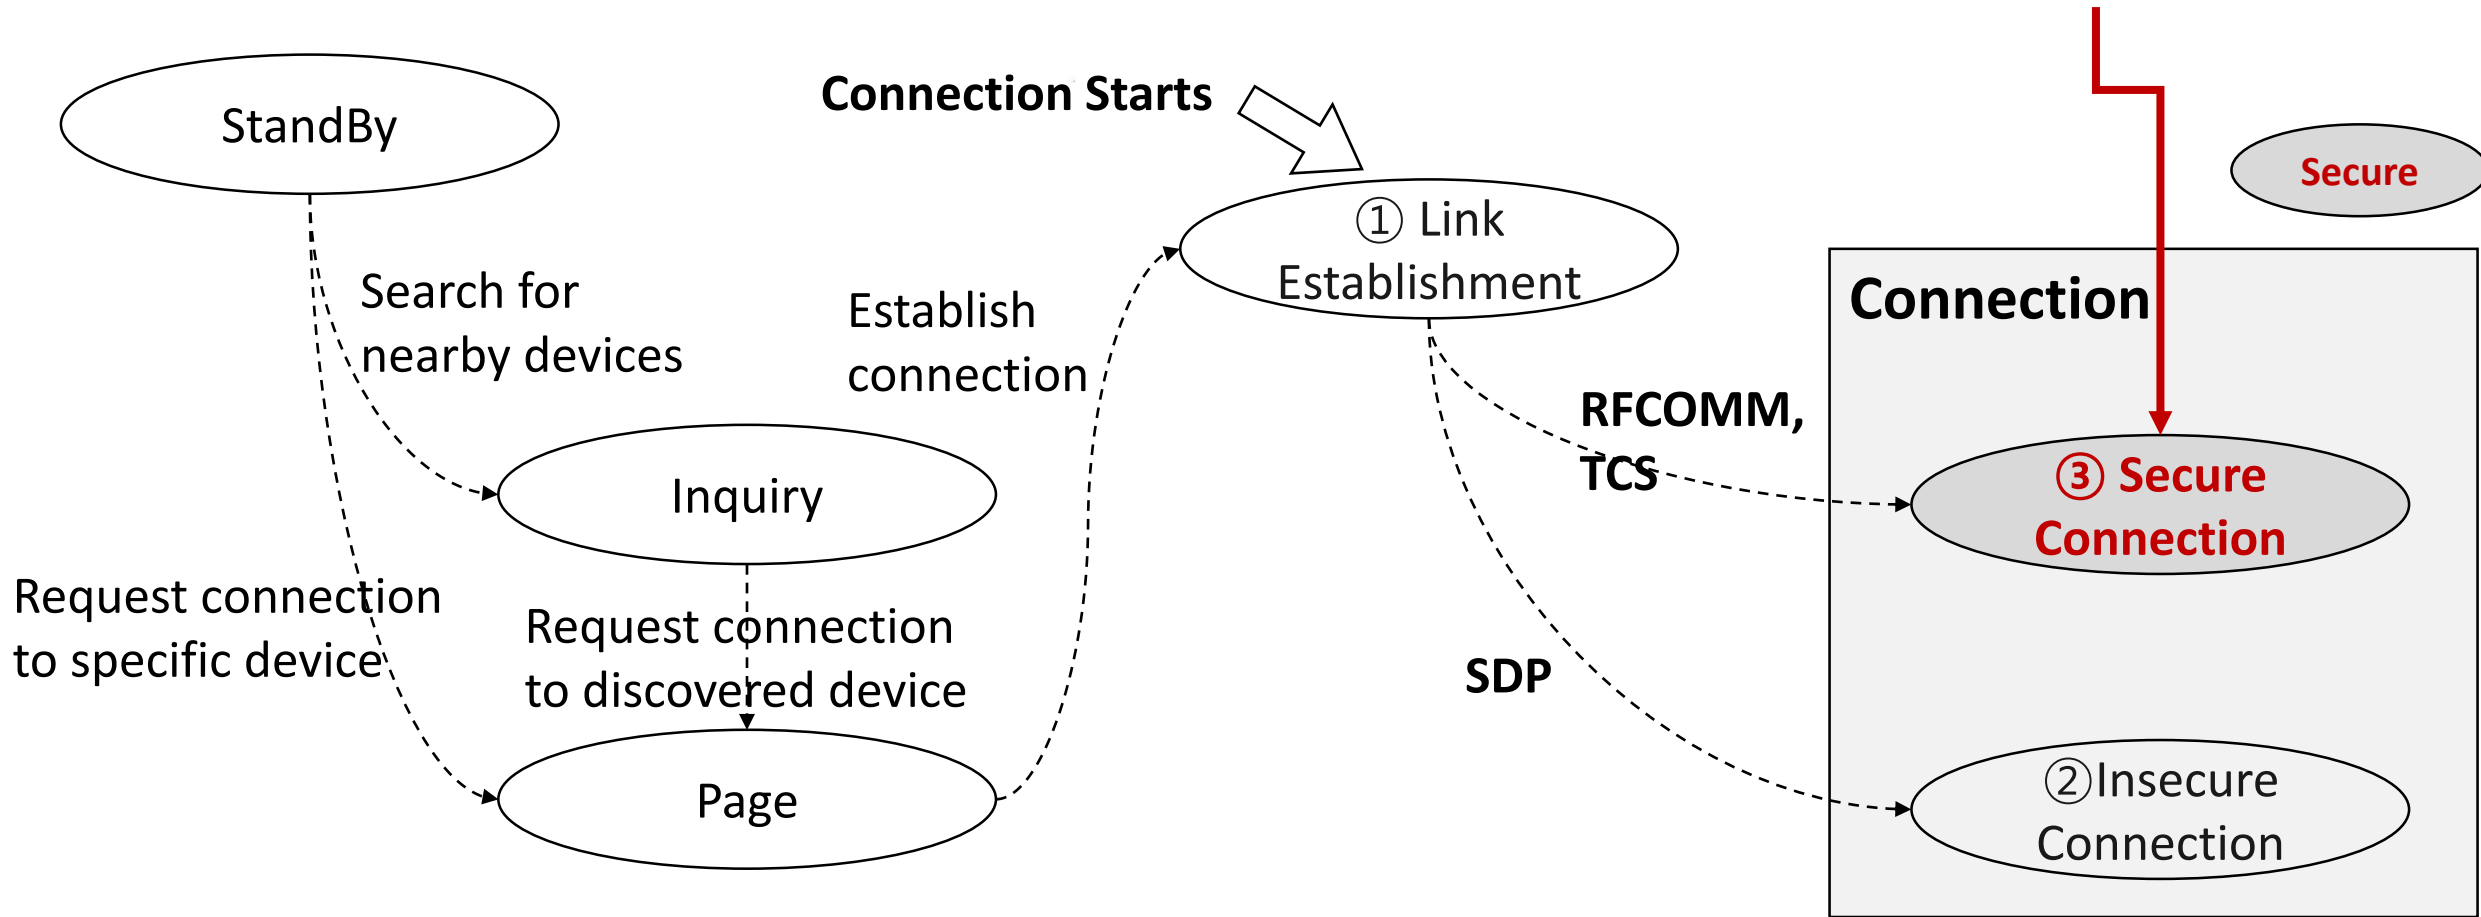 StandBy
Connection Starts
Secure
① Link
Establishment
Search for
nearby devices
Establish
connection
Connection
RFCOMM,
TCS
③ Secure
Connection
Inquiry
Request connection
to specific device
Request connection
to discovered device
SDP
Page
②Insecure
Connection